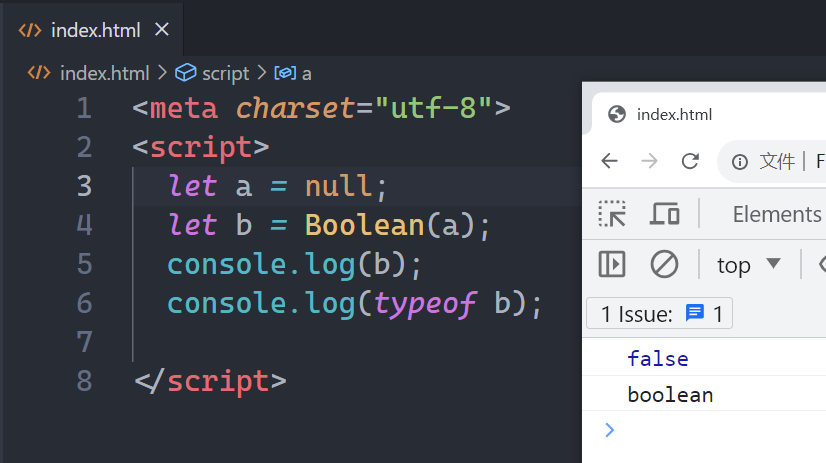 index.html
index.html > script > a
1 <meta charset="utf-8">
2 <script>
3 let a = null;
4 let b = Boolean(a);
5 console.log(b);
6 console.log(typeof b);
7
8 </script>
index.html
文件 | F
Elements
top
1 Issue: 1
false
boolean
>